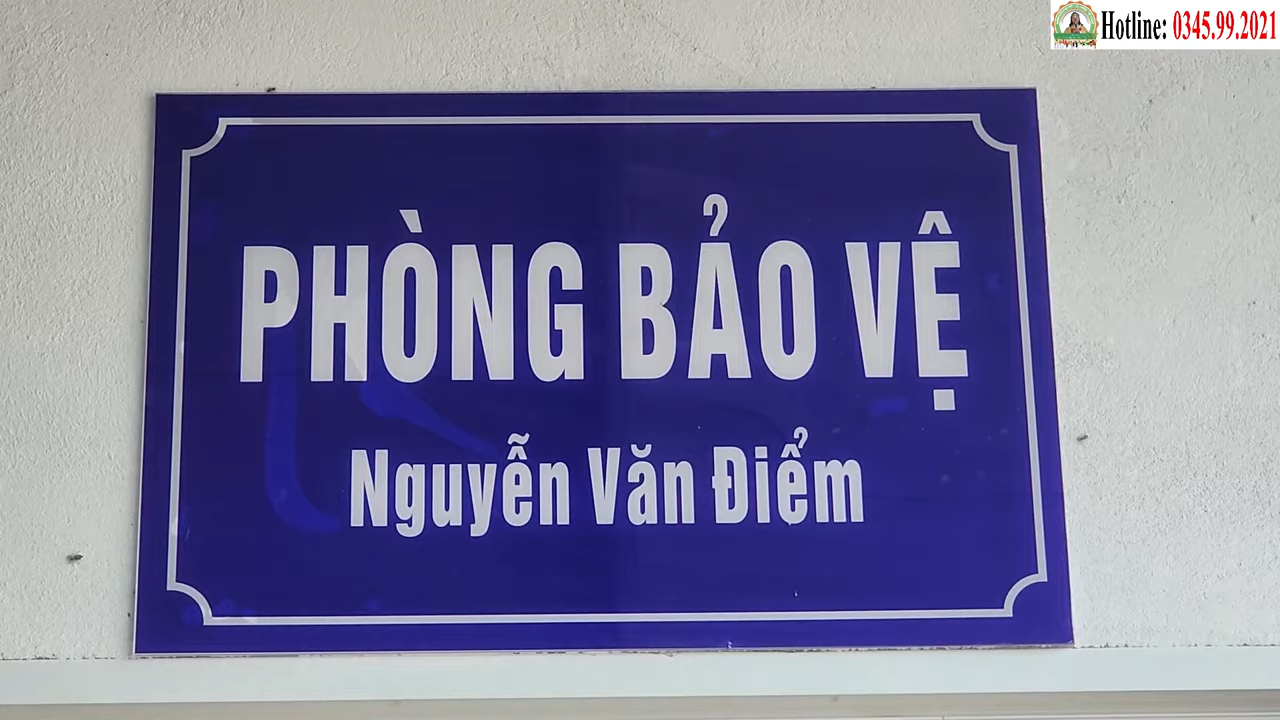 Hotline: 0345.99.2021
PHÒNG BẢO VỆ
Nguyễn Văn Điểm